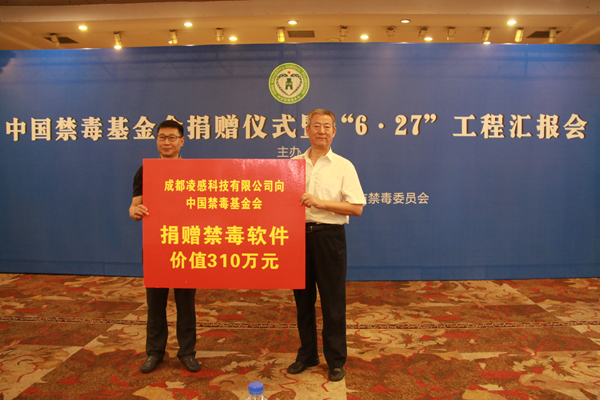 中国禁毒基金会捐赠仪式暨“6·27”工程汇报会
主办
禁毒委员会
成都凌感科技有限公司向
中国禁毒基金会
捐赠禁毒软件
价值310万元